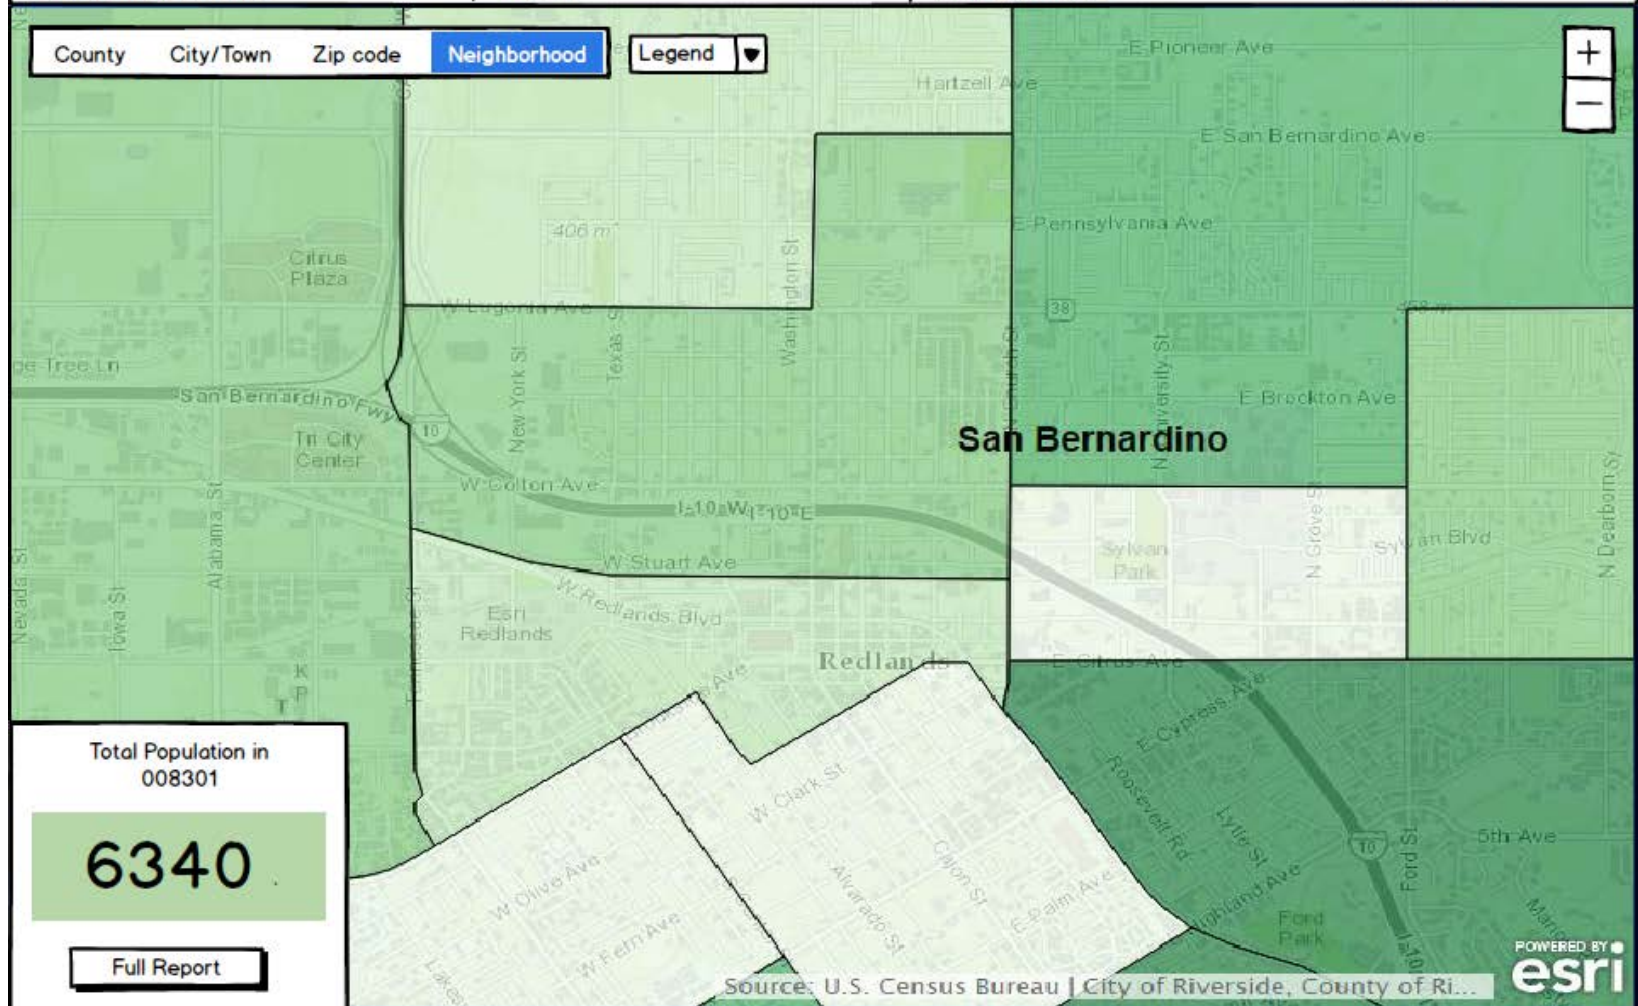 County
City/Town
Zip code
Neighborhood
Legend
+
−
E Pioneer Ave
Hartzell Ave
E San Bernardino Ave
E Pennsylvania Ave
406 m
Citrus
Plaza
Washington St
W Lugonia Ave
38
458 m
Texas St
New York St
N Church St
N University St
San Bernardino Fwy
E Brockton Ave
10
Tri City
Center
San Bernardino
W Colton Ave
Alabama St
I-10 W
I-10 E
N Grove St
Sylvan Blvd
N Dearborn St
Sylvan
Park
W Stuart Ave
Nevada St
Iowa St
W Redlands Blvd
Esri
Redlands
Redlands
E Citrus Ave
K
P
T
E Cypress Ave
Total Population in
008301
6340
Full Report
W Clark St
Roosevelt Rd
Lytle St
10
Ford St
5th Ave
W Olive Ave
Alvarado St
Cajon St
E Palm Ave
Highland Ave
W Fern Ave
Ford
Park
I-10
POWERED BY
esri
Source: U.S. Census Bureau | City of Riverside, County of Ri...